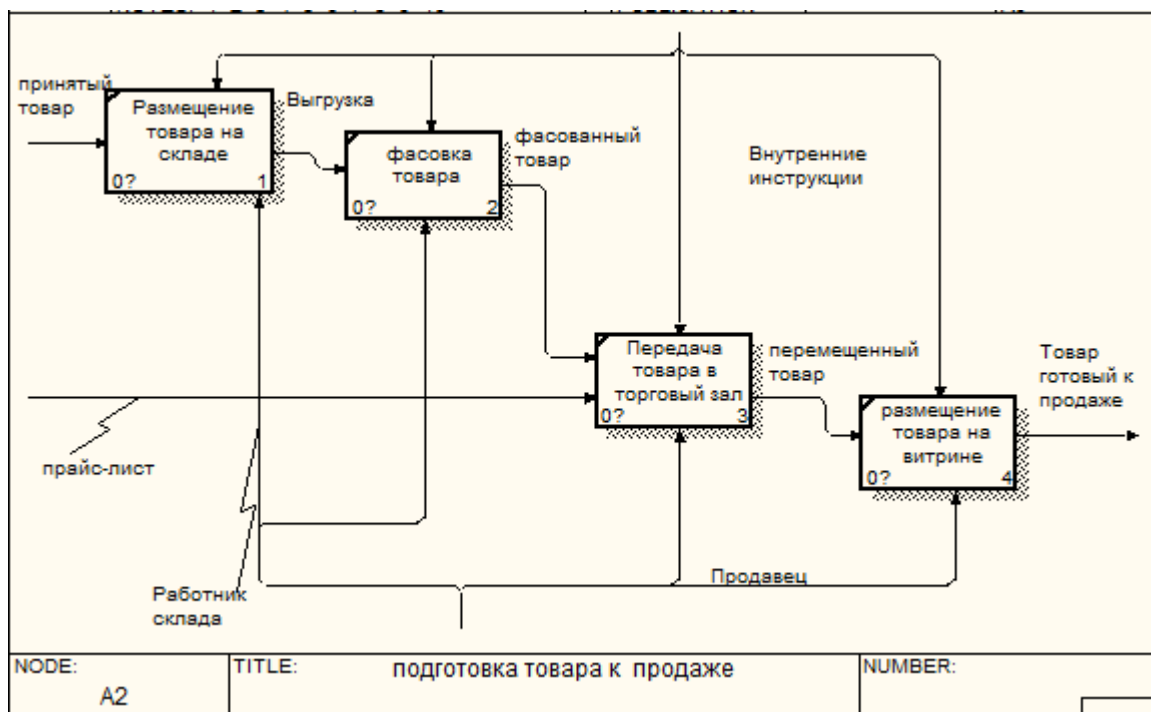 принятый
товар
Размещение
товара на
складе
0?
1
Выгрузка
фасовка
товара
0?
2
фасованный
товар
Внутренние
инструкции
Передача
товара в
торговый зал
0?
3
перемещенный
товар
размещение
товара на
витрине
0?
4
Товар
готовый к
продаже
прайс-лист
Работник
склада
Продавец
NODE:
A2
TITLE:
подготовка товара к продаже
NUMBER: